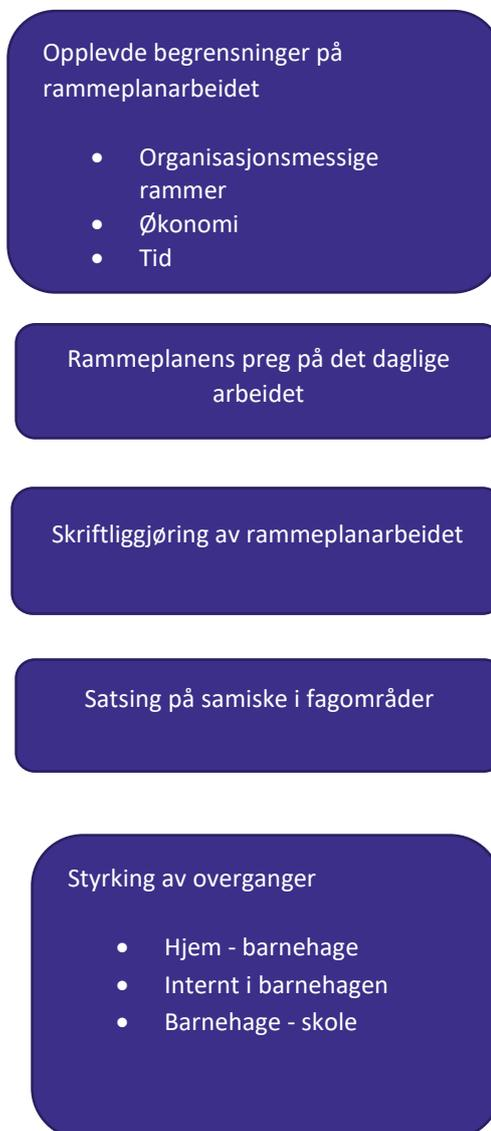 Opplevde begrensninger på
rammeplanarbeidet
• Organisasjonsmessige
rammer
• Økonomi
• Tid
Rammeplanens preg på det daglige
arbeidet
Skriftliggjøring av rammeplanarbeidet
Satsing på samiske i fagområder
Styrking av overganger
• Hjem - barnehage
• Internt i barnehagen
• Barnehage - skole